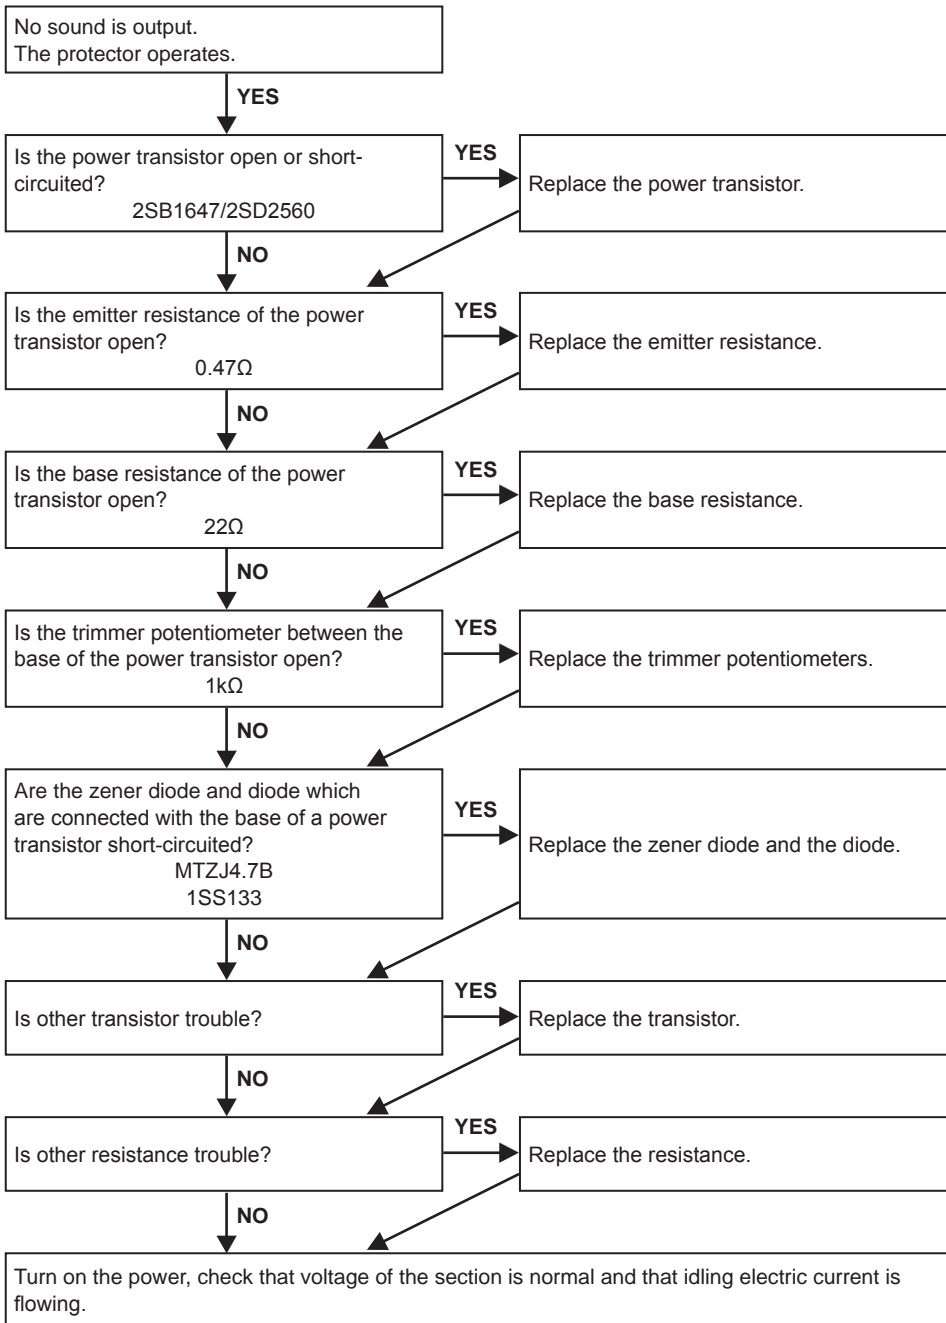 No sound is output.
The protector operates.
YES
Is the power transistor open or short-
circuited?
2SB1647/2SD2560
YES
Replace the power transistor.
NO
Is the emitter resistance of the power
transistor open?
0.47Ω
YES
Replace the emitter resistance.
NO
Is the base resistance of the power
transistor open?
22Ω
YES
Replace the base resistance.
NO
Is the trimmer potentiometer between the
base of the power transistor open?
1kΩ
YES
Replace the trimmer potentiometers.
NO
Are the zener diode and diode which
are connected with the base of a power
transistor short-circuited?
MTZJ4.7B
1SS133
YES
Replace the zener diode and the diode.
NO
Is other transistor trouble?
YES
Replace the transistor.
NO
Is other resistance trouble?
YES
Replace the resistance.
NO
Turn on the power, check that voltage of the section is normal and that idling electric current is
flowing.